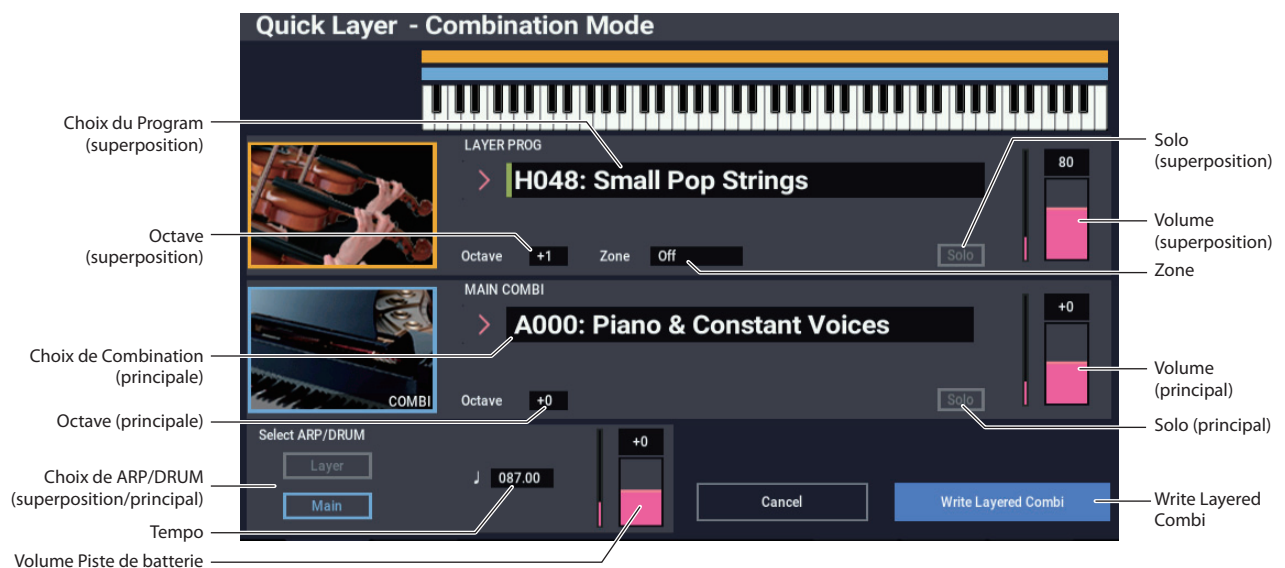 Quick Layer - Combination Mode
Choix du Program
(superposition)
LAYER PROG
H048: Small Pop Strings
80
Solo
(superposition)
Octave
(superposition)
Volume
(superposition)
Octave
+1
Zone
Off
Solo
Zone
MAIN COMBI
A000: Piano & Constant Voices
+0
Choix de Combination
(principale)
COMBI
Volume
(principal)
Octave
+0
Solo
Octave (principale)
Solo (principal)
Select ARP/DRUM
+0
Layer
Choix de ARP/DRUM
(superposition/principal)
♩ 087.00
Main
Cancel
Write Layered Combi
Write Layered
Combi
Tempo
Volume Piste de batterie